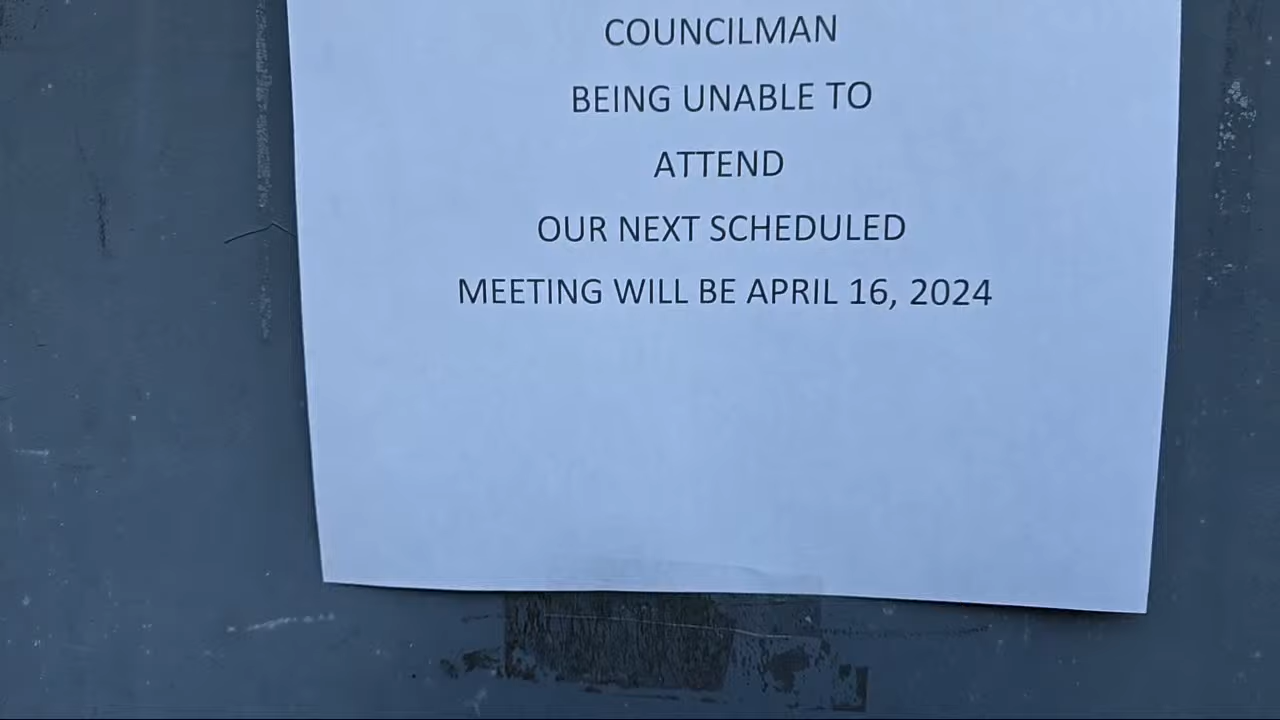 COUNCILMAN
BEING UNABLE TO
ATTEND
OUR NEXT SCHEDULED
MEETING WILL BE APRIL 16, 2024